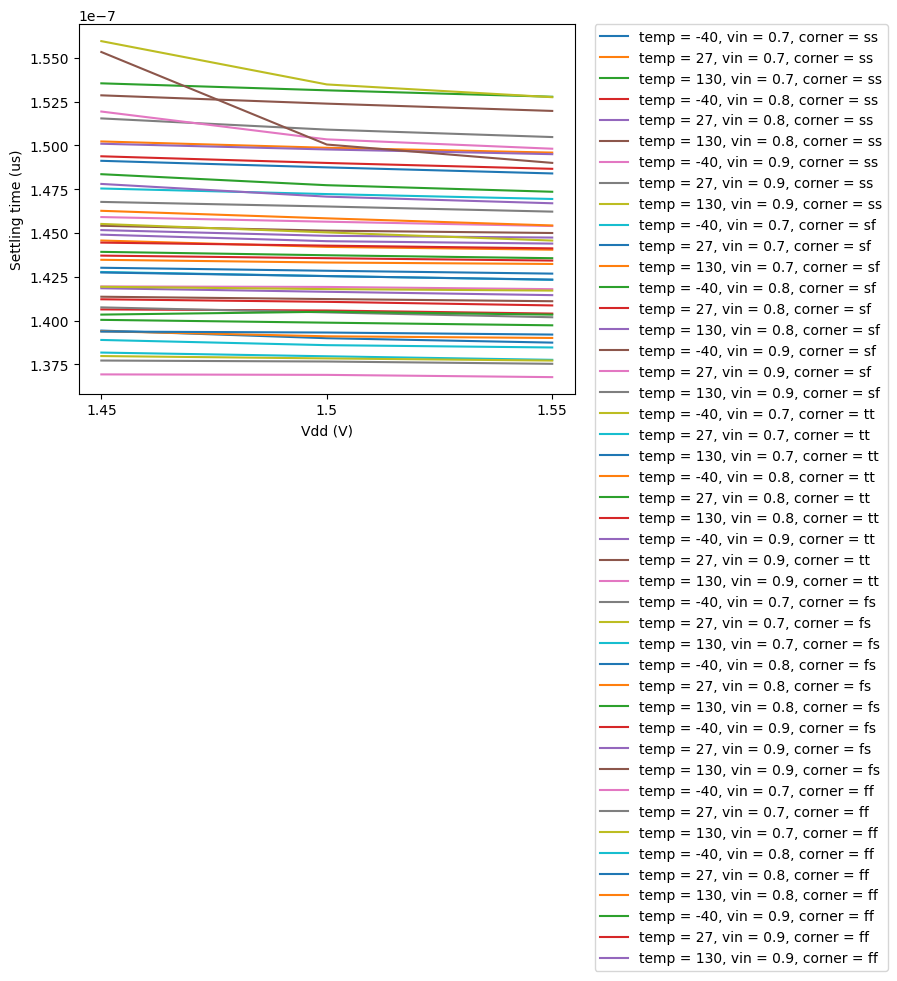 1e−7
1.550
1.525
1.500
1.475
1.450
1.425
1.400
1.375
Settling time (us)
1.45 1.5 1.55
Vdd (V)
temp = -40, vin = 0.7, corner = ss
temp = 27, vin = 0.7, corner = ss
temp = 130, vin = 0.7, corner = ss
temp = -40, vin = 0.8, corner = ss
temp = 27, vin = 0.8, corner = ss
temp = 130, vin = 0.8, corner = ss
temp = -40, vin = 0.9, corner = ss
temp = 27, vin = 0.9, corner = ss
temp = 130, vin = 0.9, corner = ss
temp = -40, vin = 0.7, corner = sf
temp = 27, vin = 0.7, corner = sf
temp = 130, vin = 0.7, corner = sf
temp = -40, vin = 0.8, corner = sf
temp = 27, vin = 0.8, corner = sf
temp = 130, vin = 0.8, corner = sf
temp = -40, vin = 0.9, corner = sf
temp = 27, vin = 0.9, corner = sf
temp = 130, vin = 0.9, corner = sf
temp = -40, vin = 0.7, corner = tt
temp = 27, vin = 0.7, corner = tt
temp = 130, vin = 0.7, corner = tt
temp = -40, vin = 0.8, corner = tt
temp = 27, vin = 0.8, corner = tt
temp = 130, vin = 0.8, corner = tt
temp = -40, vin = 0.9, corner = tt
temp = 27, vin = 0.9, corner = tt
temp = 130, vin = 0.9, corner = tt
temp = -40, vin = 0.7, corner = fs
temp = 27, vin = 0.7, corner = fs
temp = 130, vin = 0.7, corner = fs
temp = -40, vin = 0.8, corner = fs
temp = 27, vin = 0.8, corner = fs
temp = 130, vin = 0.8, corner = fs
temp = -40, vin = 0.9, corner = fs
temp = 27, vin = 0.9, corner = fs
temp = 130, vin = 0.9, corner = fs
temp = -40, vin = 0.7, corner = ff
temp = 27, vin = 0.7, corner = ff
temp = 130, vin = 0.7, corner = ff
temp = -40, vin = 0.8, corner = ff
temp = 27, vin = 0.8, corner = ff
temp = 130, vin = 0.8, corner = ff
temp = -40, vin = 0.9, corner = ff
temp = 27, vin = 0.9, corner = ff
temp = 130, vin = 0.9, corner = ff